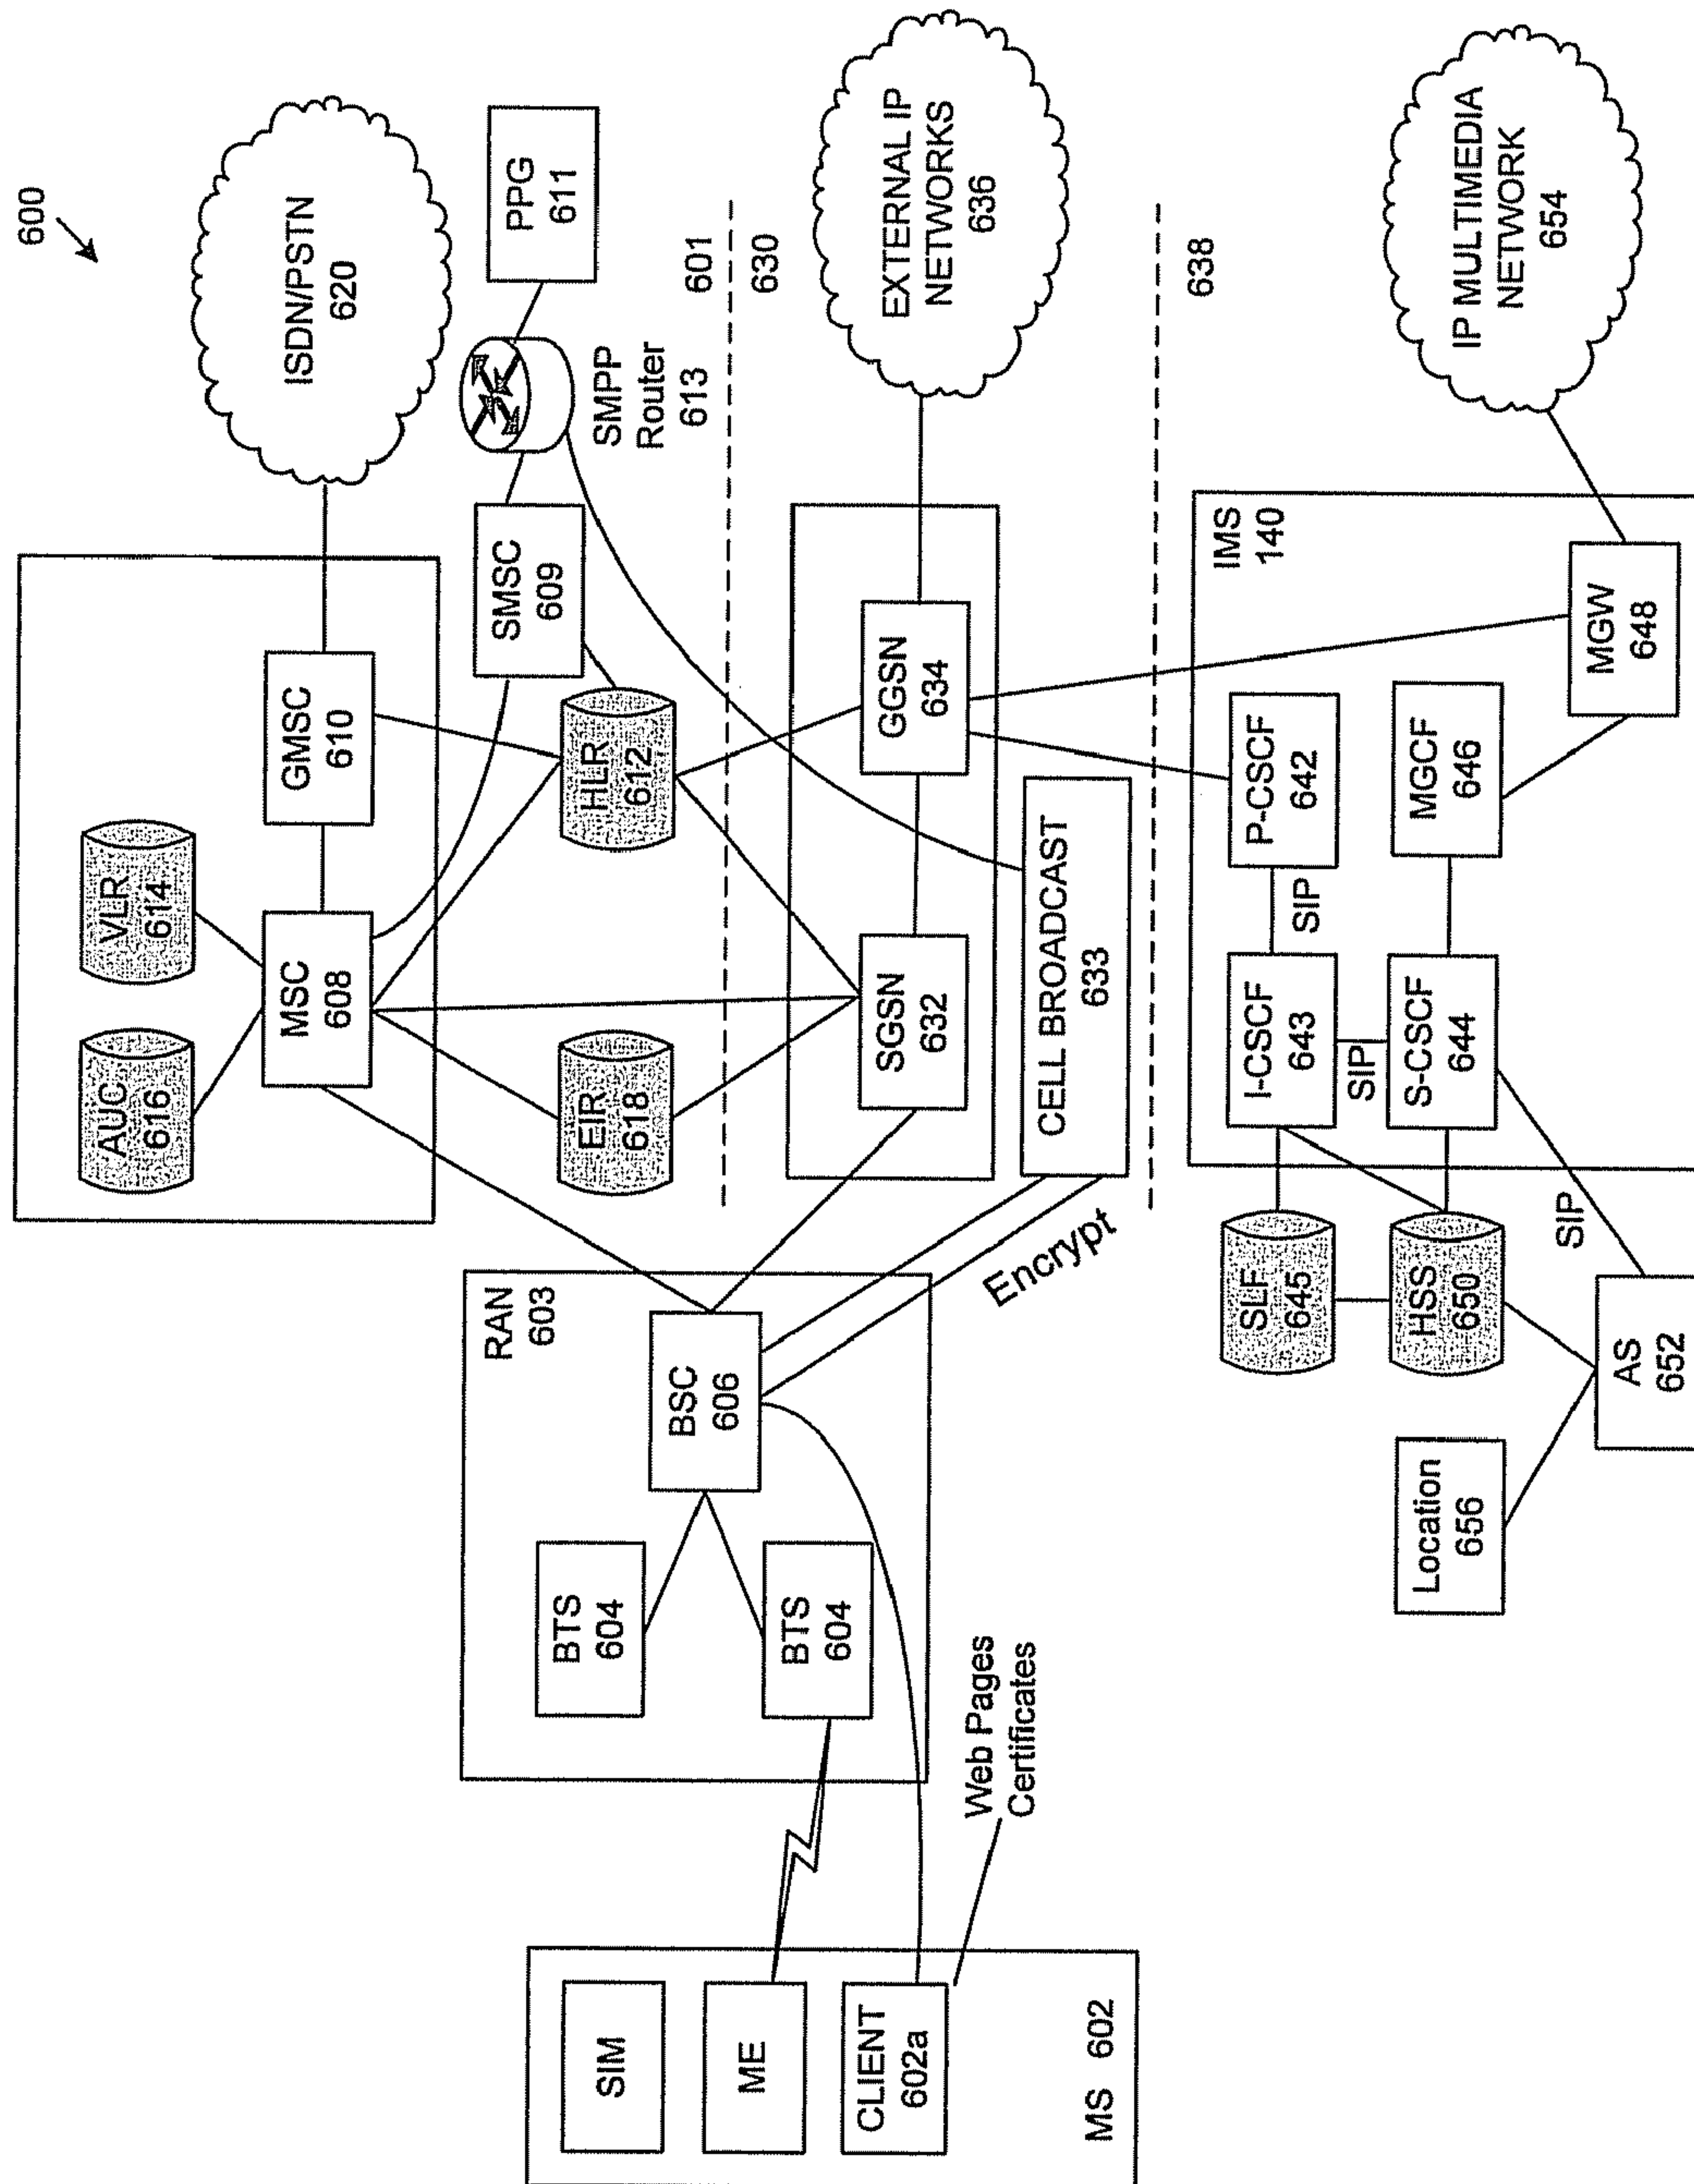 600
ISDN/PSTN
620
VLR
614
AUC
616
GMSC
610
MSC
608
PPG
611
SMPP
Router
613
SMSC
609
HLR
612
EIR
618
601
630
RAN
603
BTS
604
BSC
606
BTS
604
SIM
ME
CLIENT
602a
MS 602
Web Pages
Certificates
EXTERNAL IP
NETWORKS
636
GGSN
634
SGSN
632
CELL BROADCAST
633
Encrypt
638
IMS
140
P-CSCF
642
SIP
I-CSCF
643
SIP
S-CSCF
644
MGCF
646
MGW
648
IP MULTIMEDIA
NETWORK
654
SLF
645
HSS
650
SIP
AS
652
Location
656